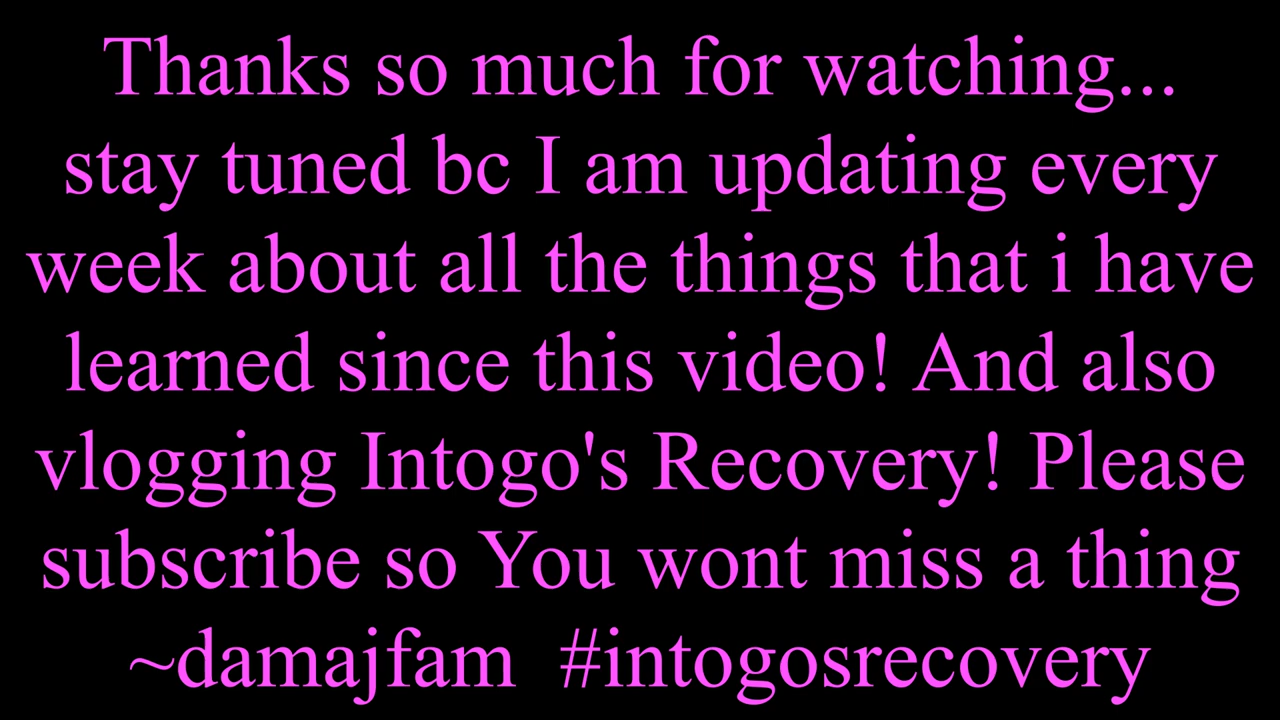 Thanks so much for watching...
stay tuned bc I am updating every
week about all the things that i have
learned since this video! And also
vlogging Intogo's Recovery! Please
subscribe so You wont miss a thing
~damajfam  #intogosrecovery